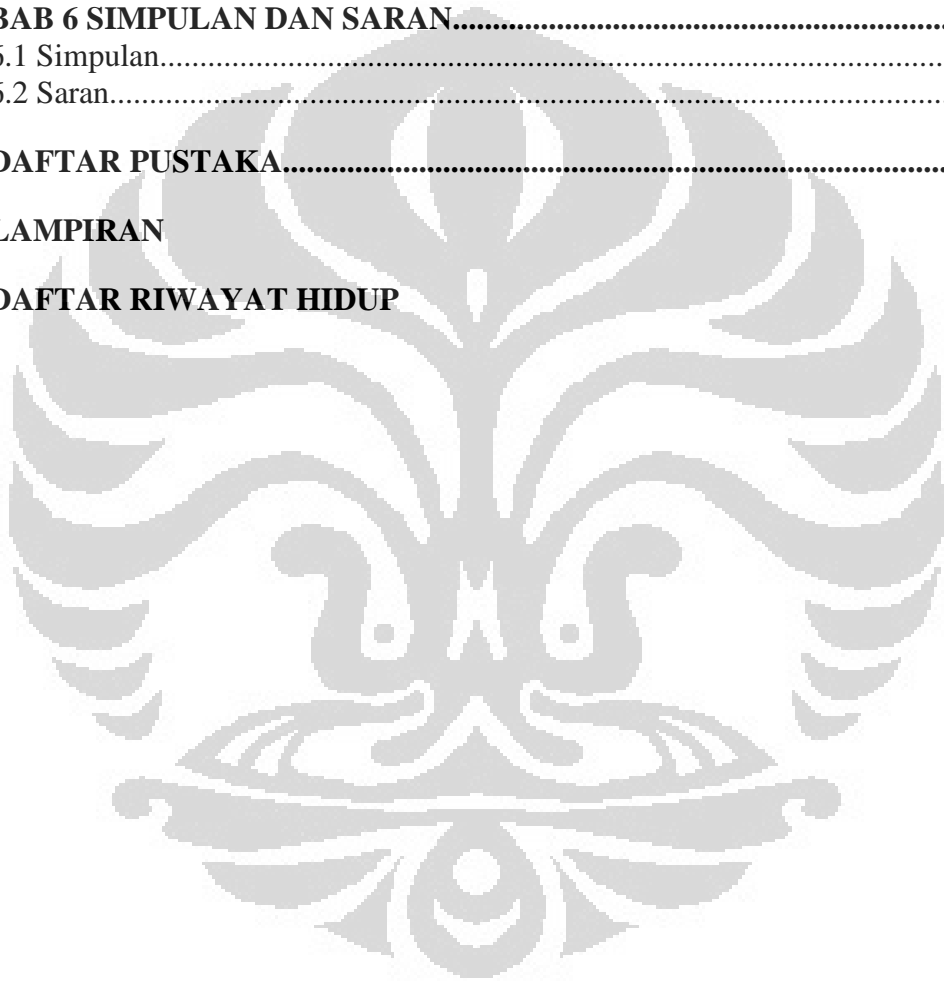 BAB 6 SIMPULAN DAN SARAN..............................................................
6.1 Simpulan....................................................................................................
6.2 Saran..........................................................................................................
DAFTAR PUSTAKA....................................................................................
LAMPIRAN
DAFTAR RIWAYAT HIDUP